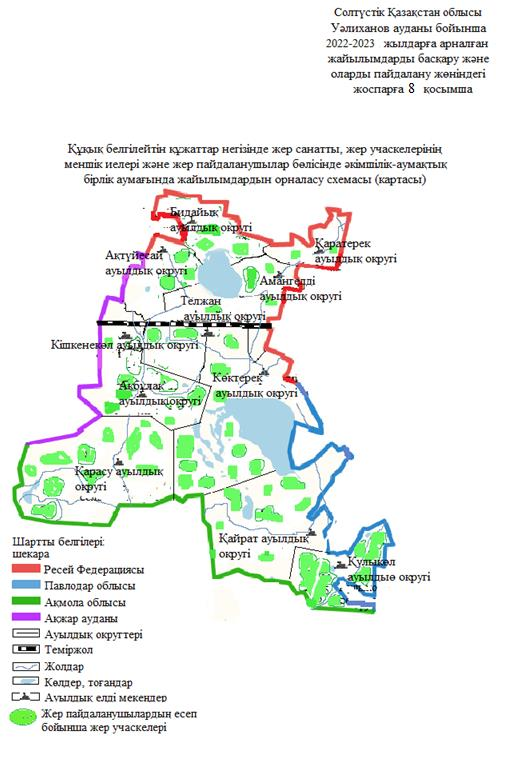 Солтүстік Қазақстан облысы
Уәлиханов ауданы бойынша
2022-2023 жылдарға арналған
жайылымдарды басқару және
оларды пайдалану жөніндегі
жоспарға 8 қосымша
Құқық белгілейтін құжаттар негізінде жер санатты, жер учаскелерінің
меншік иелері және жер пайдаланушылар бөлісінде әкімшілік-аумақтық
бірлік аумағында жайылымдардын орналасу схемасы (картасы)
Бидайық
ауылдық округі
Қаратерек
ауылдық округі
Ақтүйесай
ауылдық округі
Амангелді
ауылдық округі
Телжан
ауылдық округі
Кішкенекөл ауылдық округі
Ақбұлақ
ауылдық округі
Көктерек
ауылдық округі
Қарасу ауылдық
округі
Қайрат ауылдық
округі
Құлыкөл
ауылдық округі
Шартты белгілері:
шекара
Ресей Федерациясы
Павлодар облысы
Ақмола облысы
Ақжар ауданы
Ауылдық округтері
Теміржол
Жолдар
Көлдер, тоғандар
Ауылдық елді мекендер
Жер пайдаланушылардың есеп
бойынша жер учаскелері